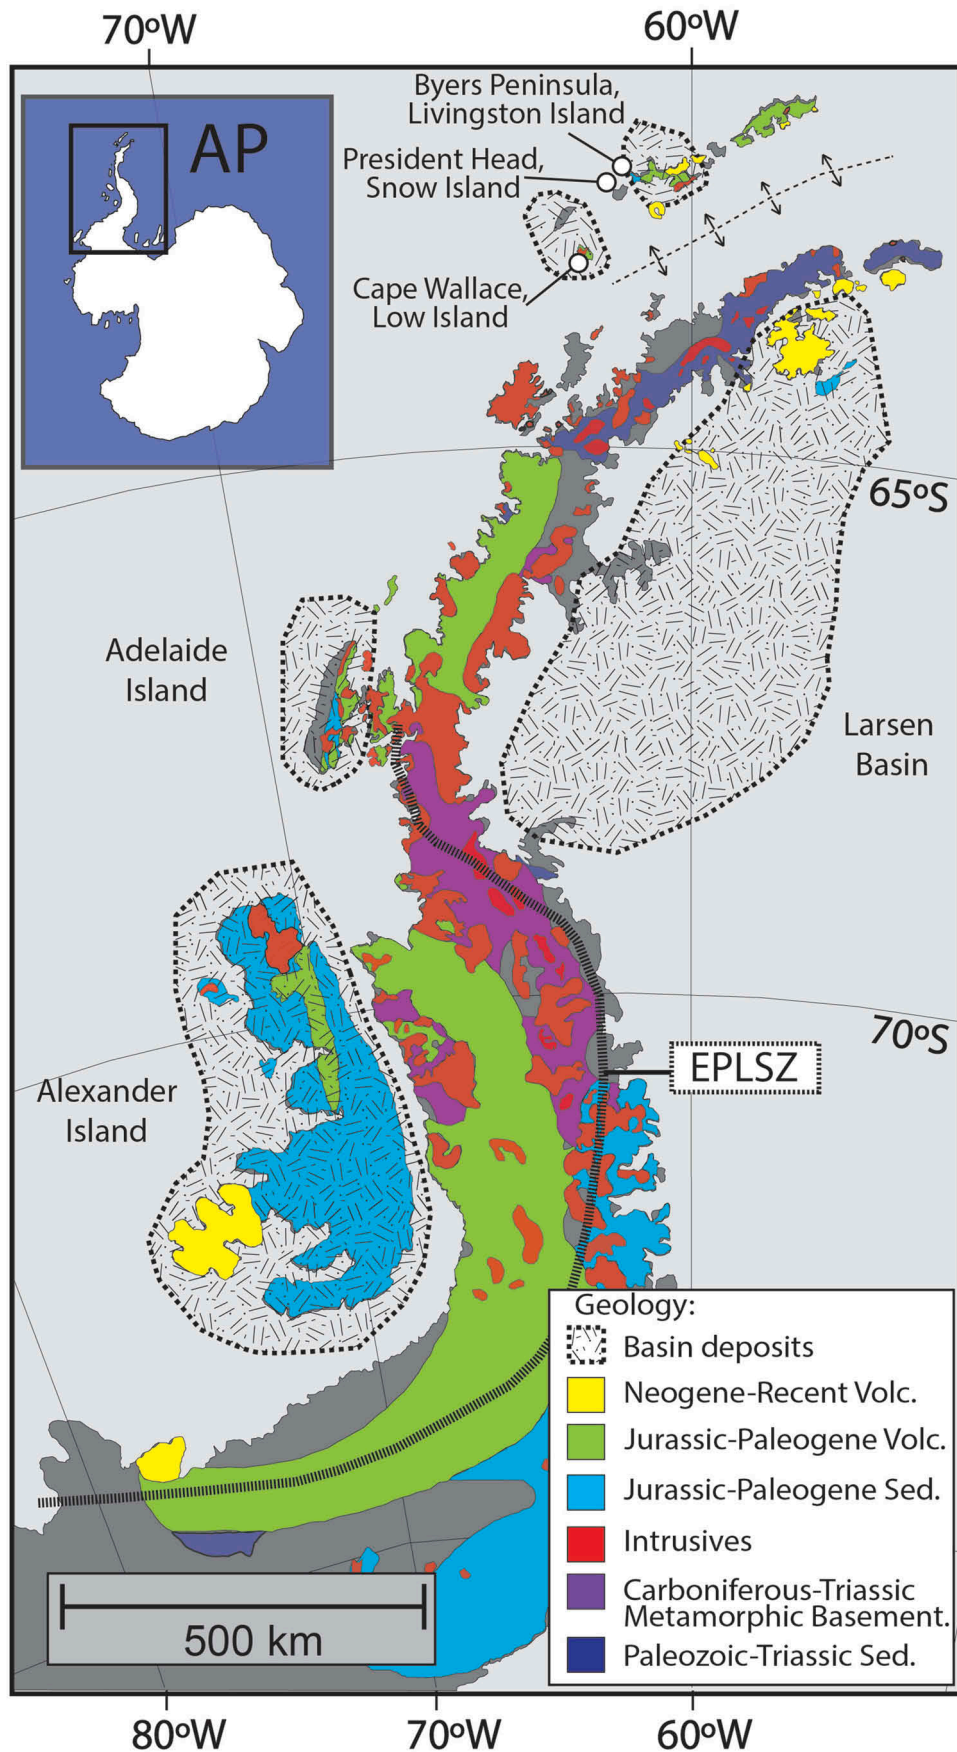 70ºW
60ºW
AP
Byers Peninsula,
Livingston Island
President Head,
Snow Island
Cape Wallace,
Low Island
65ºS
Adelaide
Island
Larsen
Basin
70ºS
EPLSZ
Alexander
Island
Geology:
Basin deposits
Neogene-Recent Volc.
Jurassic-Paleogene Volc.
Jurassic-Paleogene Sed.
Intrusives
Carboniferous-Triassic
Metamorphic Basement.
Paleozoic-Triassic Sed.
500 km
80ºW
70ºW
60ºW